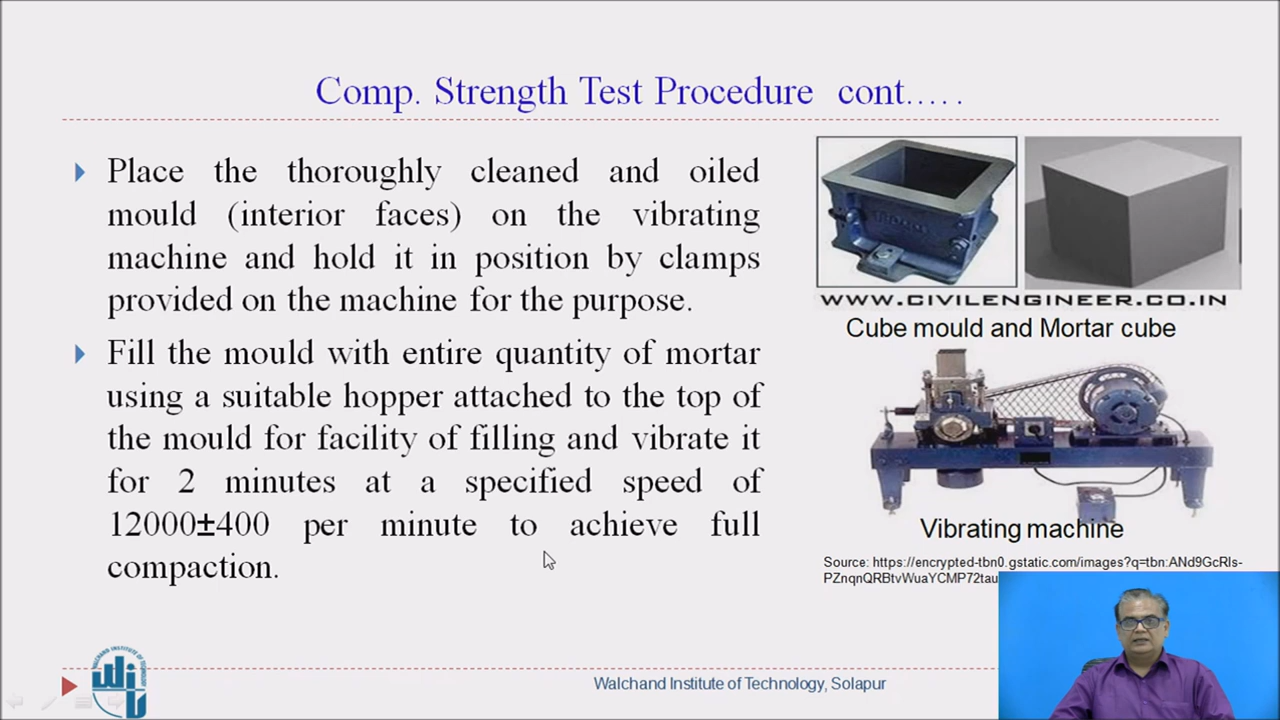 Comp. Strength Test Procedure cont.....
Place the thoroughly cleaned and oiled
mould (interior faces) on the vibrating
machine and hold it in position by clamps
provided on the machine for the purpose.
Fill the mould with entire quantity of mortar
using a suitable hopper attached to the top of
the mould for facility of filling and vibrate it
for 2 minutes at a specified speed of
12000±400 per minute to achieve full
compaction.
WWW.CIVILENGINEER.CO.IN
Cube mould and Mortar cube
Vibrating machine
Source: https://encrypted-tbn0.gstatic.com/images?q=tbn:ANd9GcRls-
PZnqnQRBtvWuaYCMP72tau
WALCHAND INSTITUTE OF TECHNOLOGY
Walchand Institute of Technology, Solapur